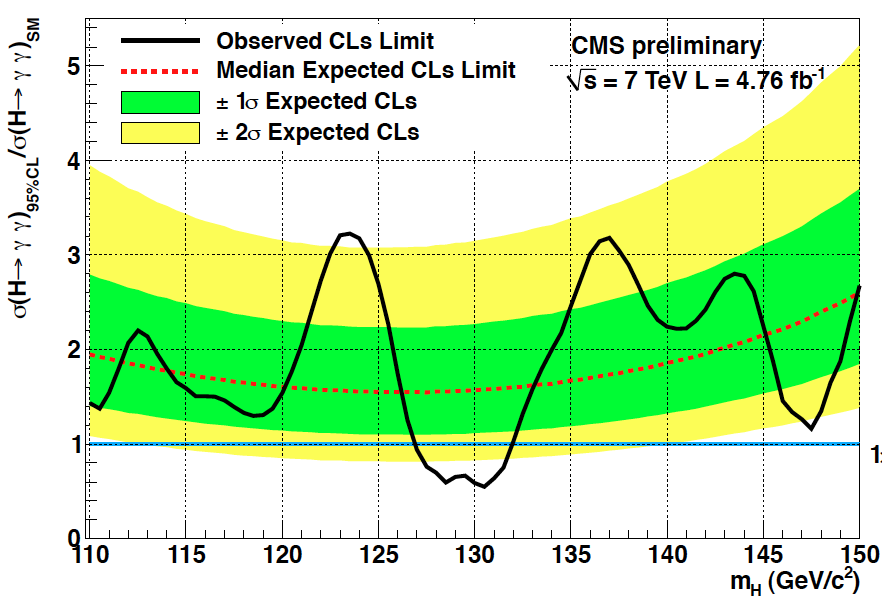 σ(H→ γ γ)95%CL/σ(H→ γ γ)SM
Observed CLs Limit
Median Expected CLs Limit
± 1σ Expected CLs
± 2σ Expected CLs
CMS preliminary
√s = 7 TeV L = 4.76 fb-1
5
4
3
2
1
0
110 115 120 125 130 135 140 145 150
mH (GeV/c2)